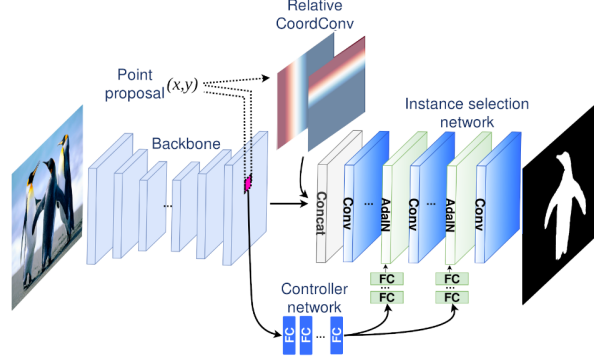 Relative
CoordConv
Point
proposal (x,y)
Instance selection
network
Backbone
...
Concat
Conv
...
AdaIN
Conv
...
AdaIN
Conv
FC
...
FC
FC
...
FC
Controller
network
FC
FC
...
FC